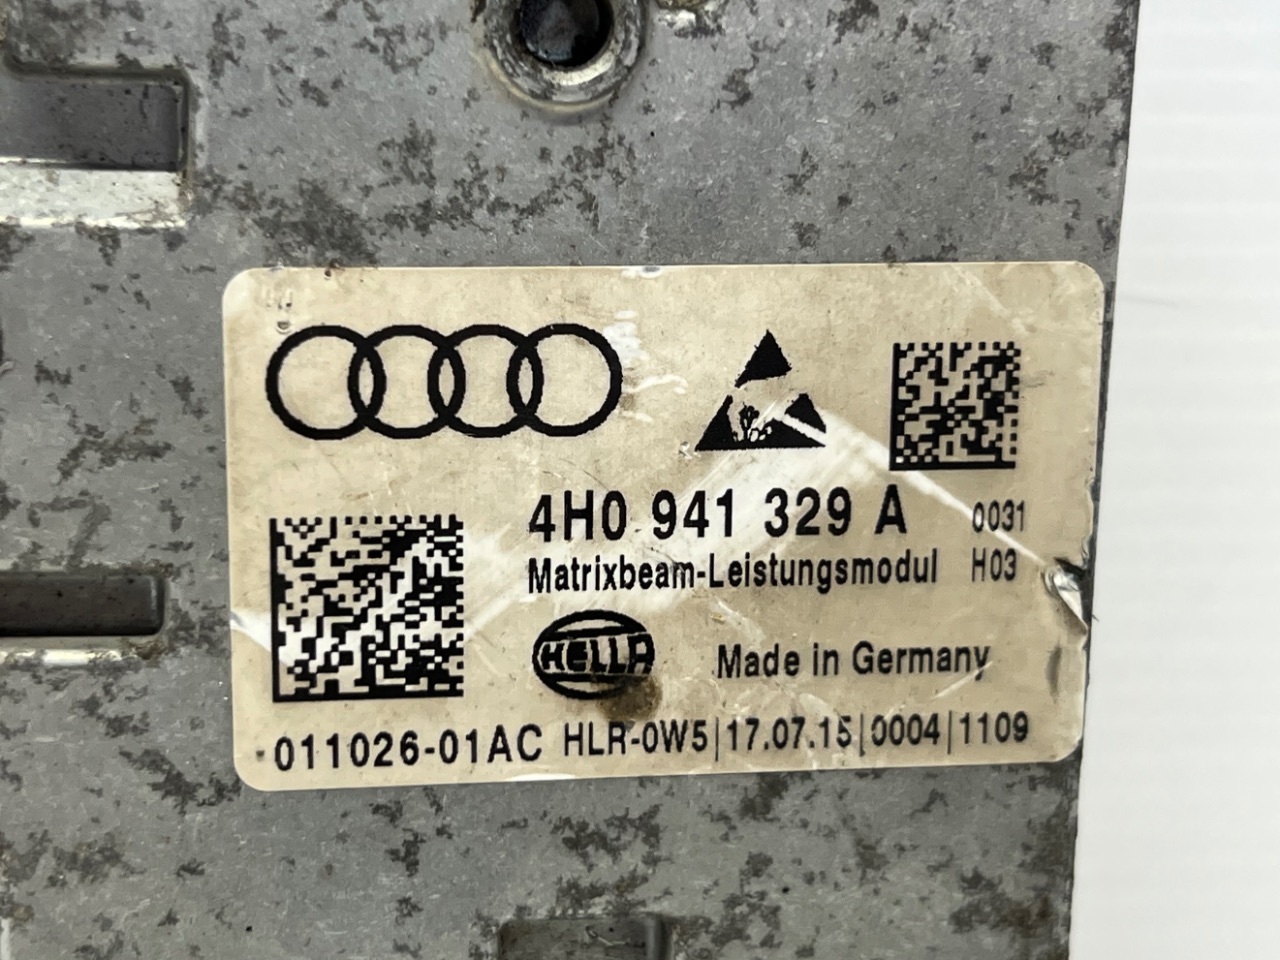 4H0 941 329 A 0031
Matrixbeam-Leistungsmodul H03
HELLA Made in Germany
011026-01AC HLR-0W5|17.07.15|0004|1109